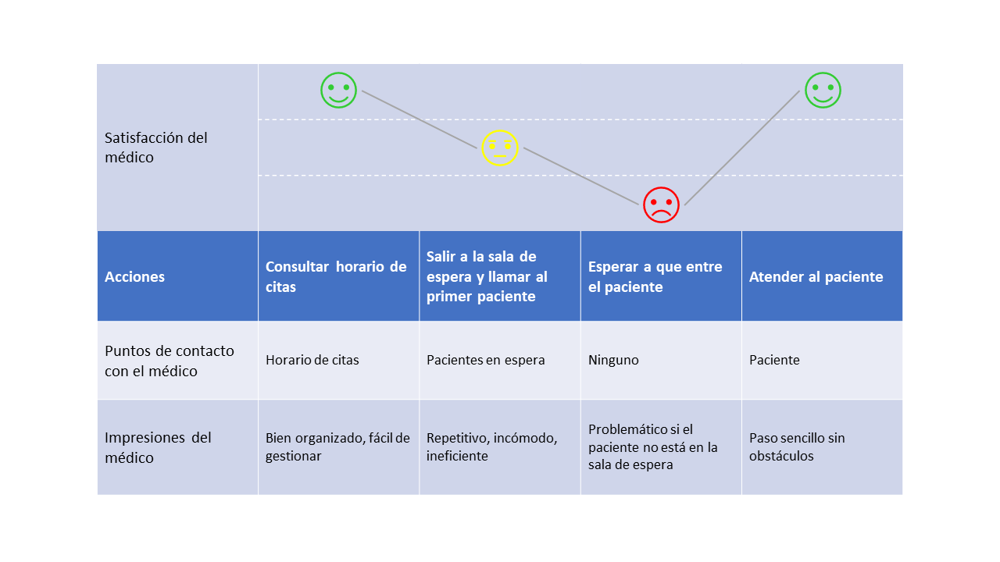 Satisfacción del
médico
Acciones
Consultar horario de
citas
Salir a la sala de
espera y llamar al
primer paciente
Esperar a que entre
el paciente
Atender al paciente
Puntos de contacto
con el médico
Horario de citas
Pacientes en espera
Ninguno
Paciente
Impresiones del
médico
Bien organizado, fácil de
gestionar
Repetitivo, incómodo,
ineficiente
Problemático si el
paciente no está en la
sala de espera
Paso sencillo sin
obstáculos